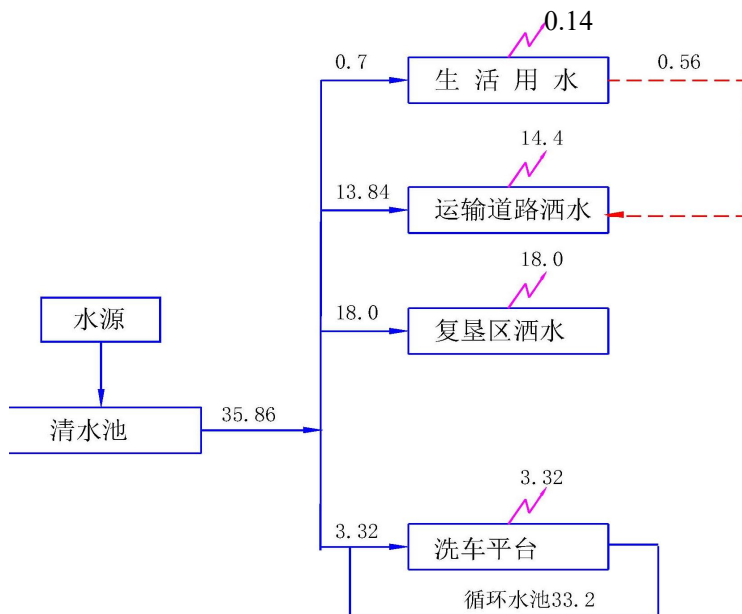 0.14
0.7
生 活 用 水
0.56
14.4
13.84
运输道路洒水
18.0
水源
18.0
复垦区洒水
35.86
清水池
3.32
3.32
洗车平台
循环水池33.2